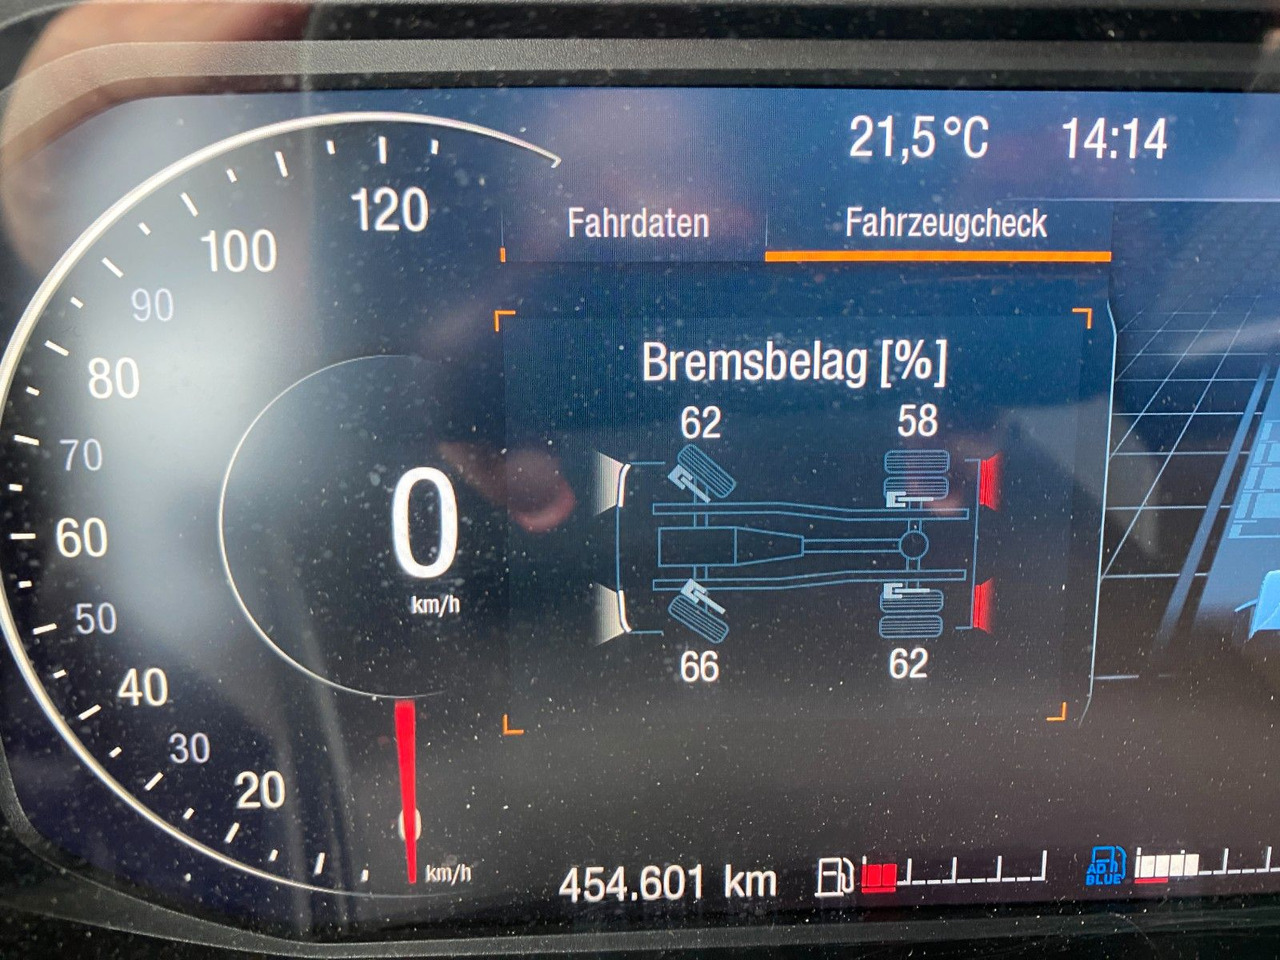 21,5°C 14:14
Fahrdaten Fahrzeugcheck
Bremsbelag [%]
62 58
66 62
120
100
90
80
70
60
50
40
30
20
0
km/h
0
km/h
454.601 km
AD
BLUE